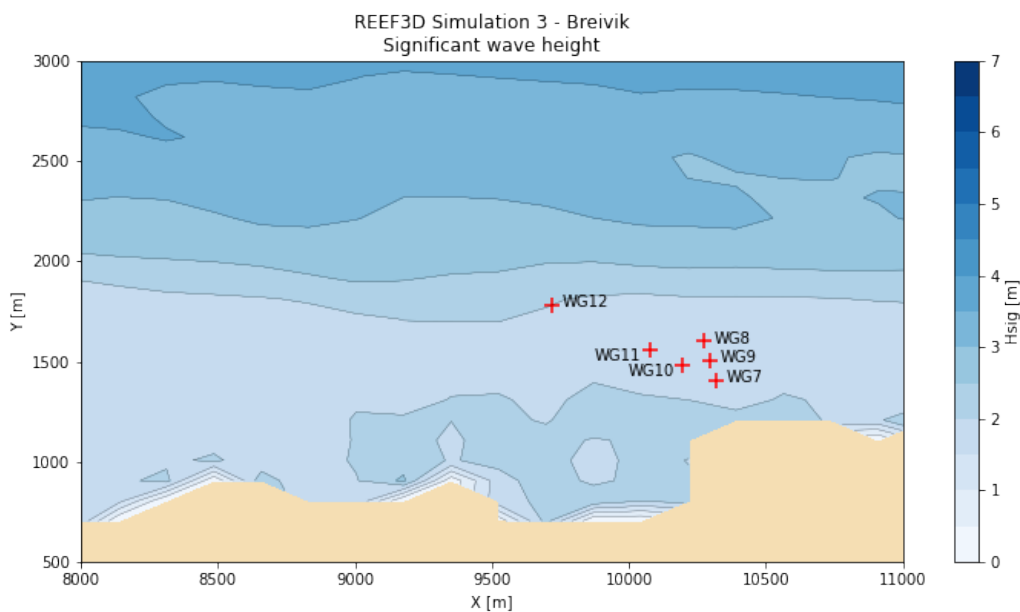 REEF3D Simulation 3 - Breivik
Significant wave height
3000
2500
2000
1500
1000
500
Y [m]
WG12
WG8
WG11
WG9
WG10
WG7
8000 8500 9000 9500 10000 10500 11000
X [m]
7
6
5
4
3
2
1
0
Hsig [m]